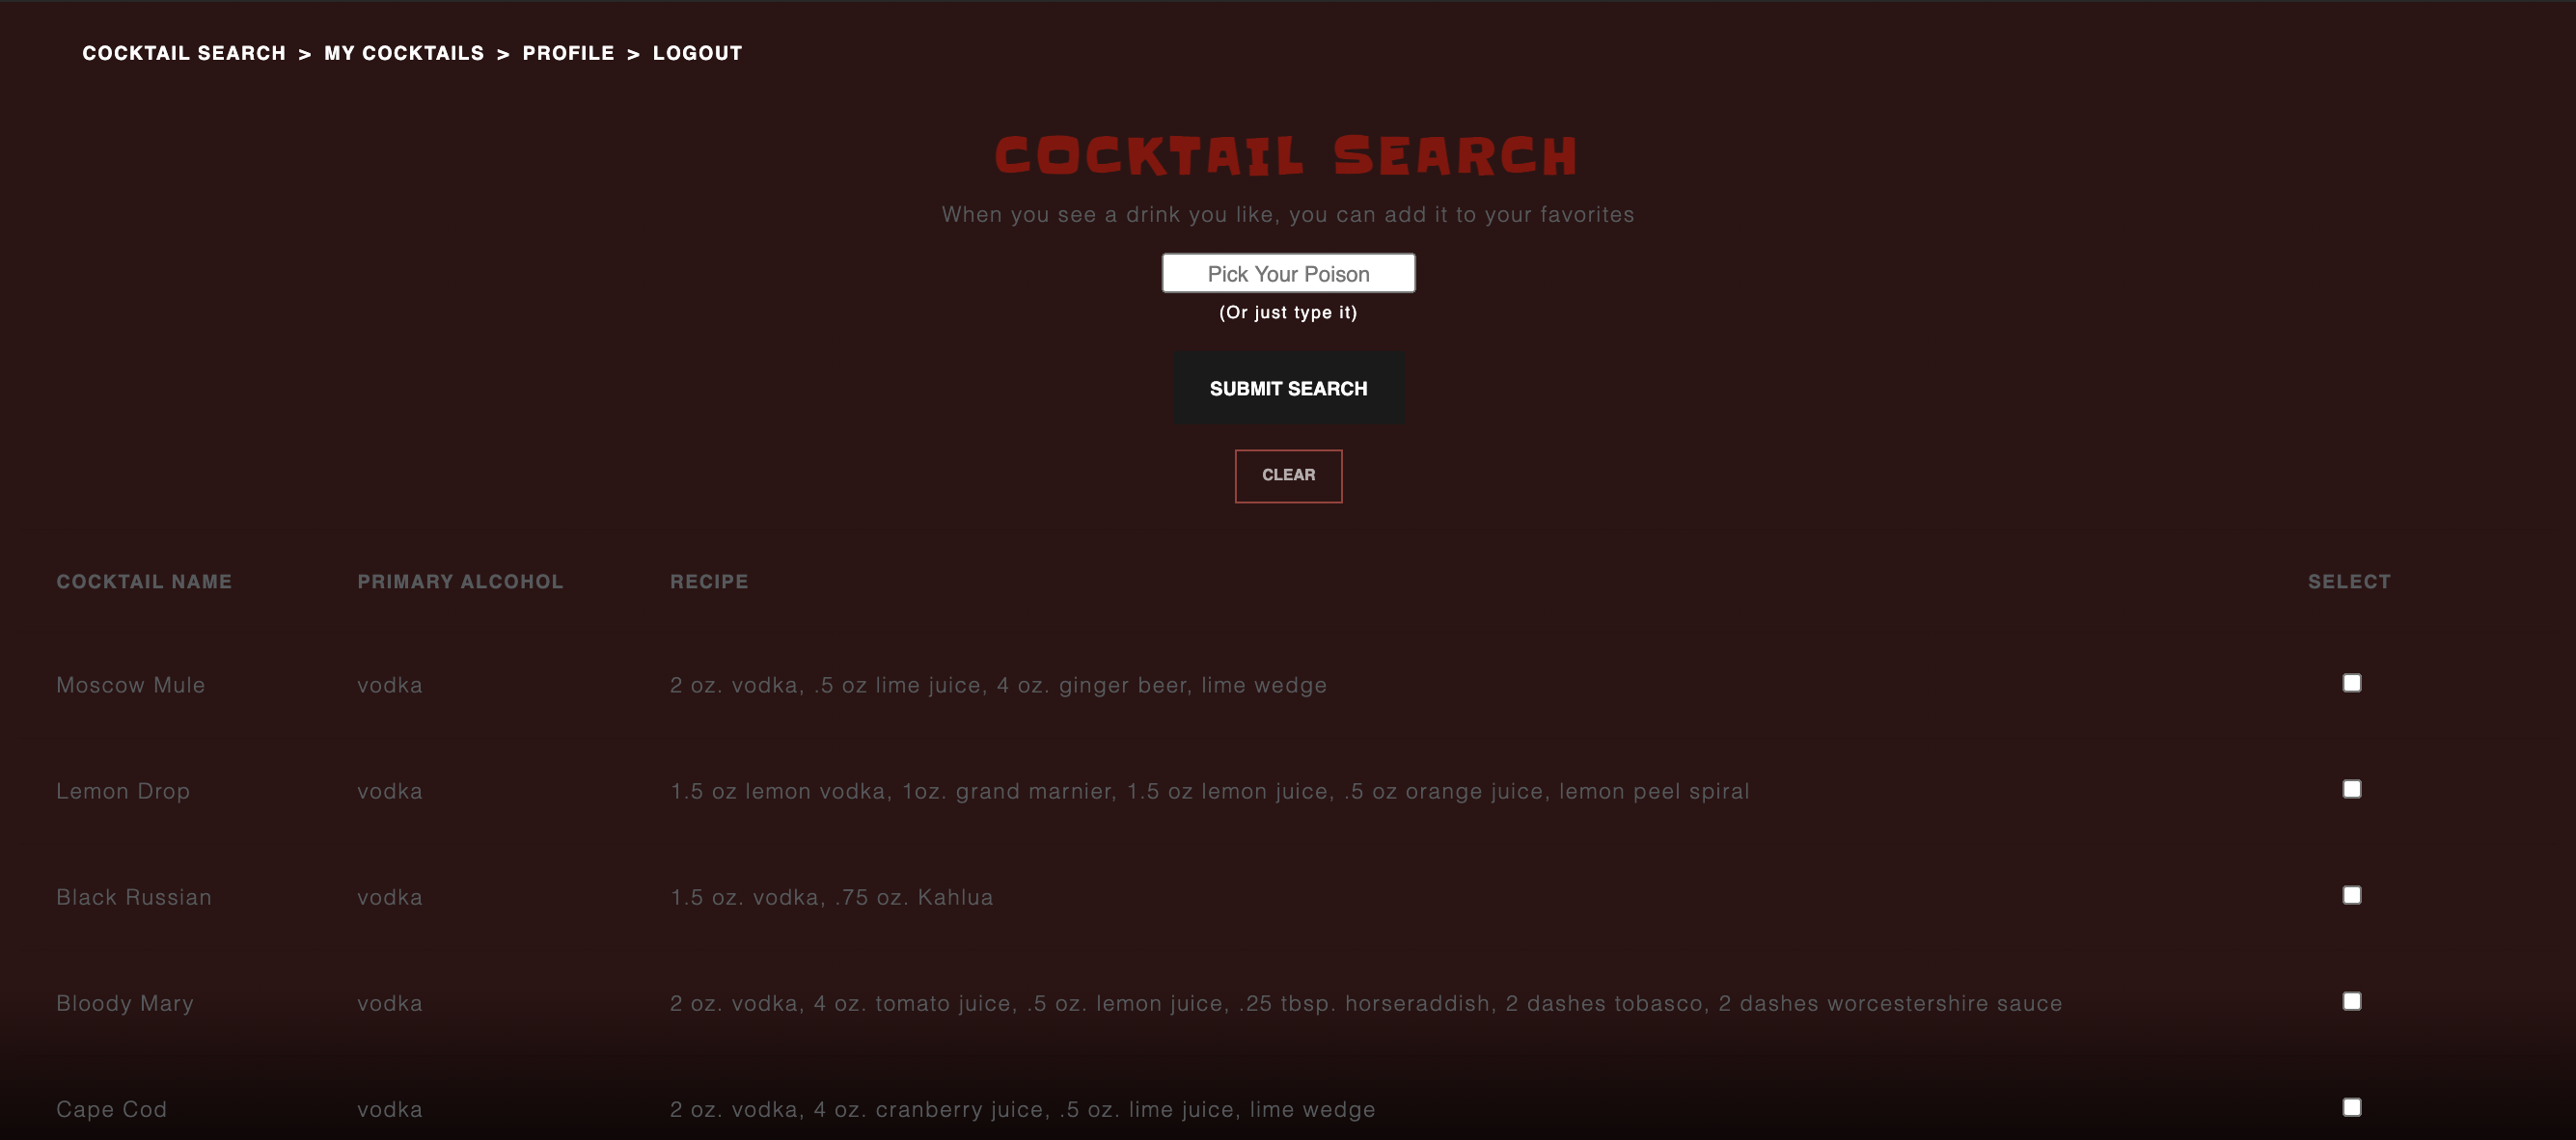 COCKTAIL SEARCH > MY COCKTAILS > PROFILE > LOGOUT
COCKTAIL SEARCH
When you see a drink you like, you can add it to your favorites
Pick Your Poison
(Or just type it)
SUBMIT SEARCH
CLEAR
COCKTAIL NAME PRIMARY ALCOHOL RECIPE SELECT
Moscow Mule vodka 2 oz. vodka, .5 oz lime juice, 4 oz. ginger beer, lime wedge
Lemon Drop vodka 1.5 oz lemon vodka, 1oz. grand marnier, 1.5 oz lemon juice, .5 oz orange juice, lemon peel spiral
Black Russian vodka 1.5 oz. vodka, .75 oz. Kahlua
Bloody Mary vodka 2 oz. vodka, 4 oz. tomato juice, .5 oz. lemon juice, .25 tbsp. horseraddish, 2 dashes tobasco, 2 dashes worcestershire sauce
Cape Cod vodka 2 oz. vodka, 4 oz. cranberry juice, .5 oz. lime juice, lime wedge